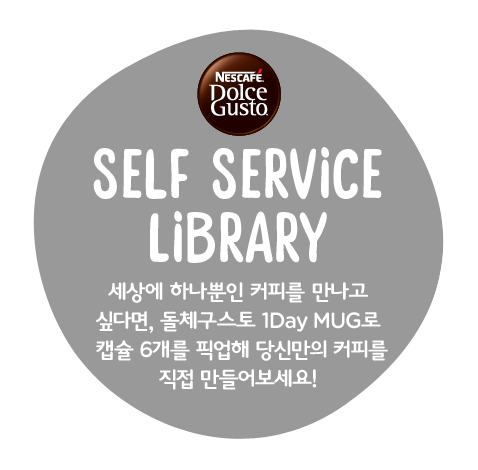 NESCAFÉ.
Dolce
Gusto
SELF SERViCE
LiBRARY
세상에 하나뿐인 커피를 만나고
싶다면, 돌체구스토 1Day MUG로
캡슐 6개를 픽업해 당신만의 커피를
직접 만들어보세요!